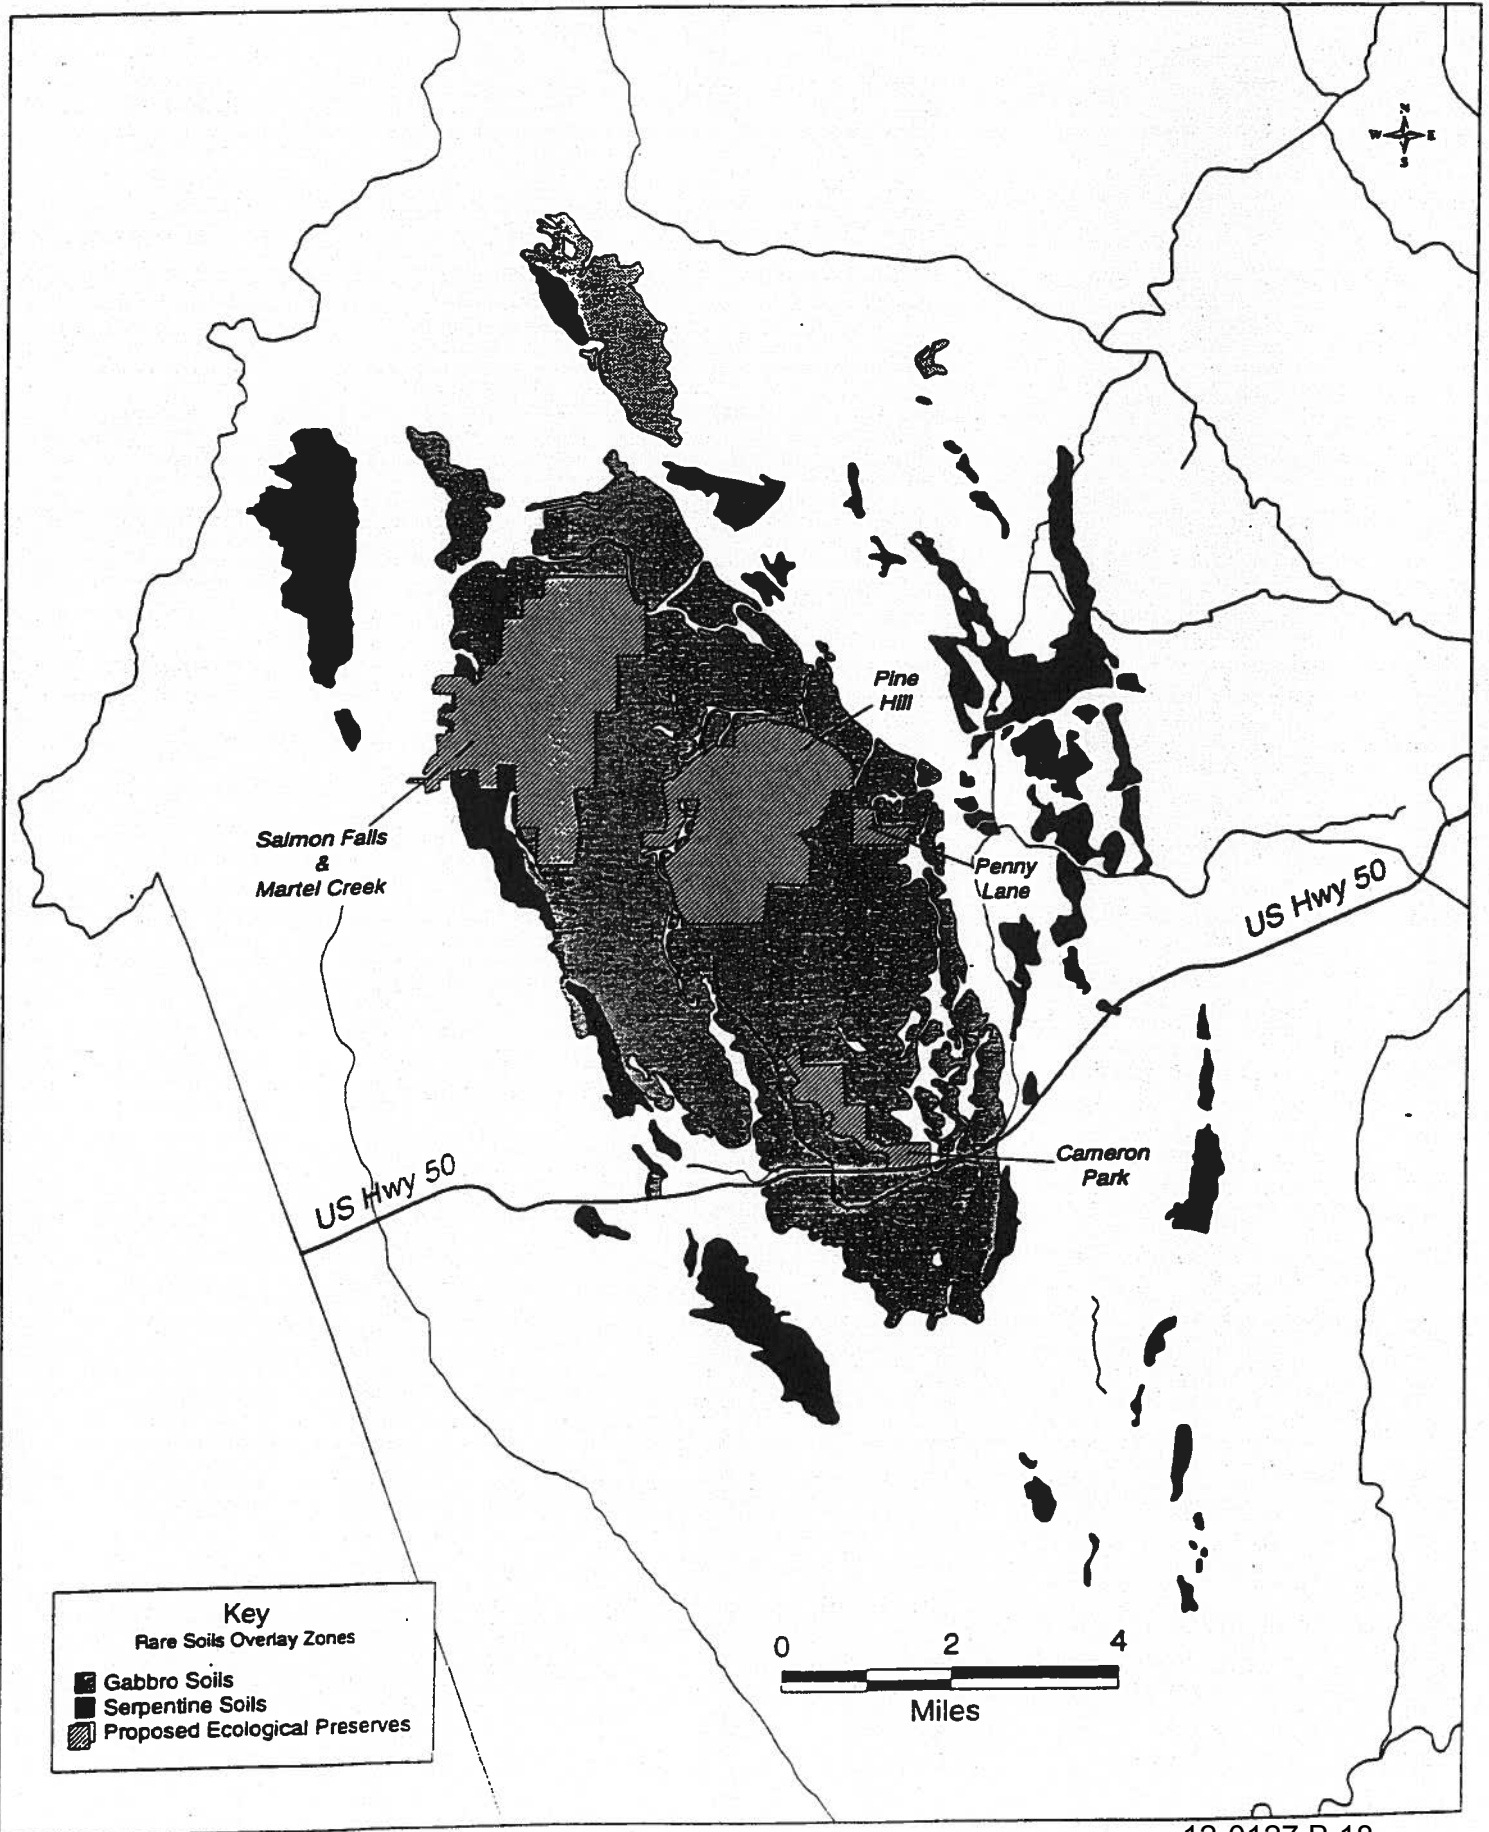 N
W E
S
Pine
Hill
Salmon Falls
&
Martel Creek
Penny
Lane
US Hwy 50
Cameron
Park
US Hwy 50
Key
Rare Soils Overlay Zones
Gabbro Soils
Serpentine Soils
Proposed Ecological Preserves
0 2 4
Miles